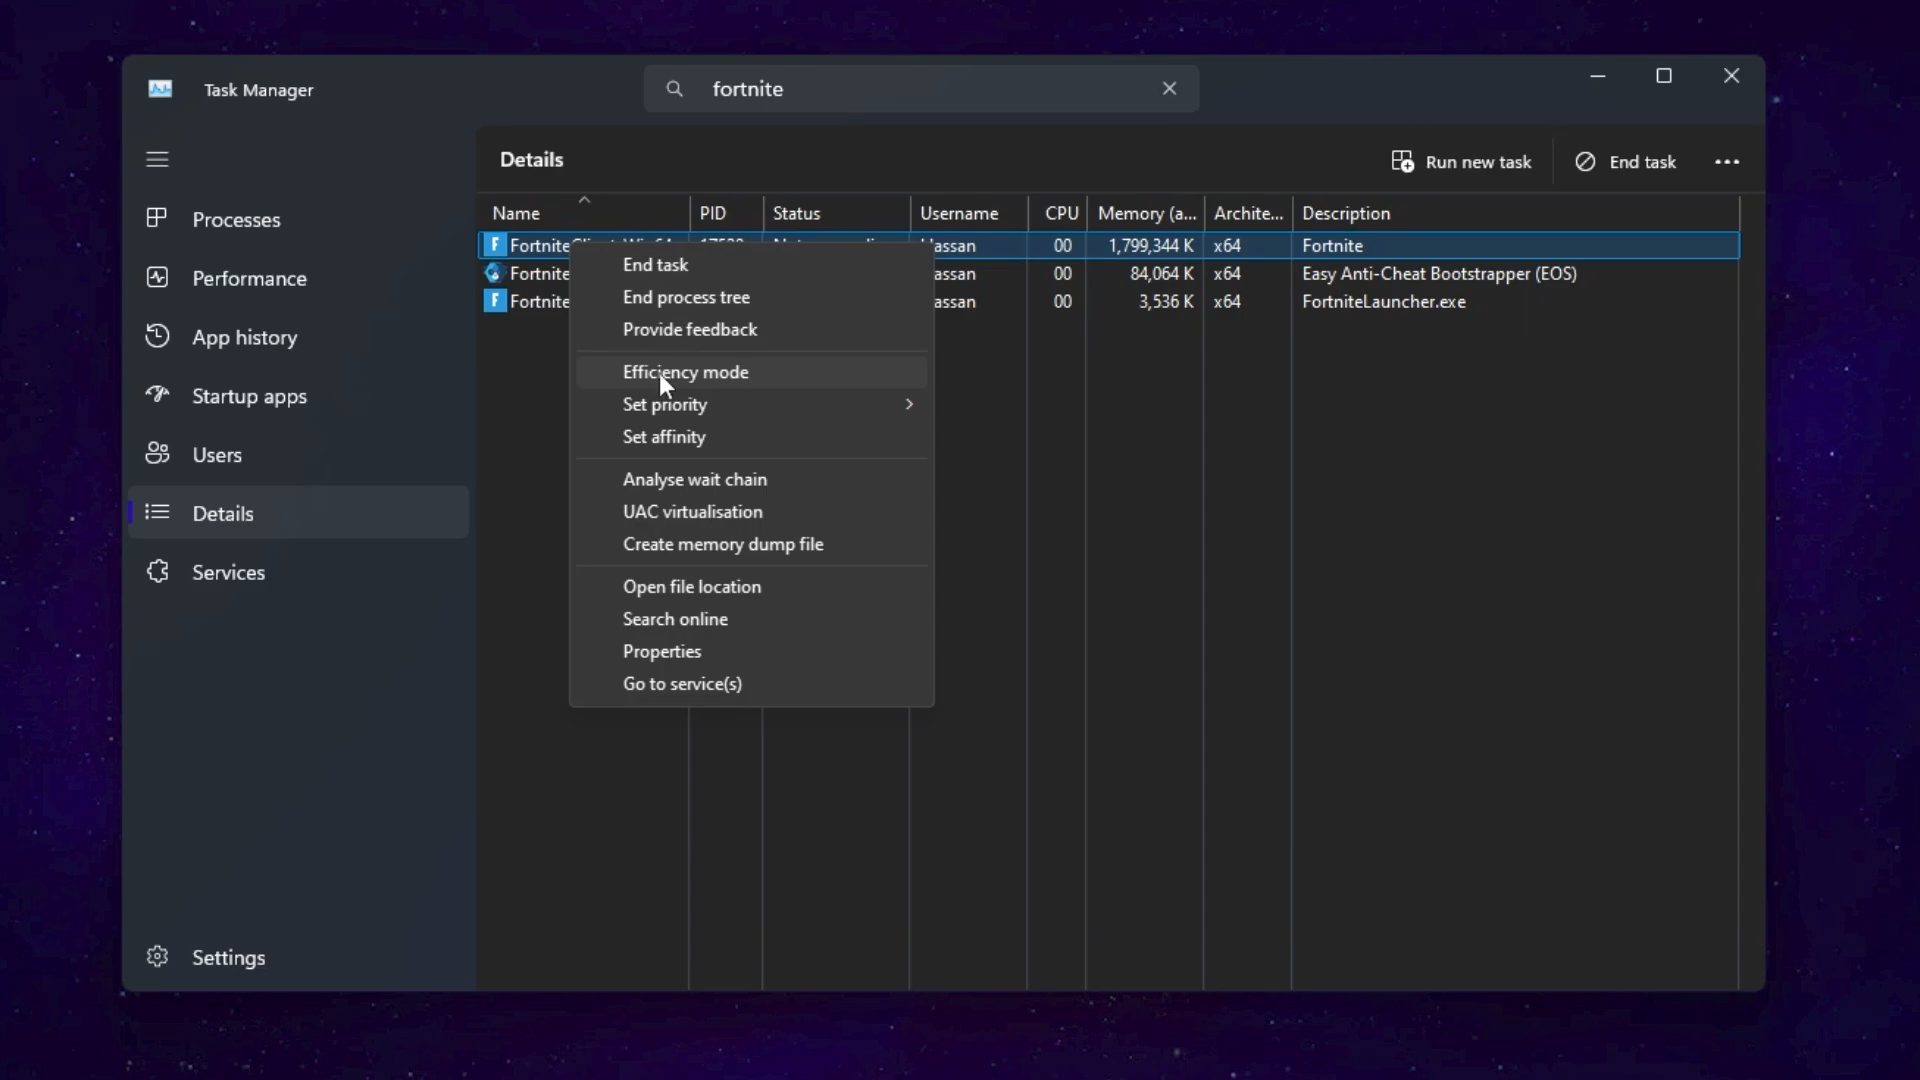 Task Manager
fortnite
Details
Run new task
End task
Processes
Performance
App history
Startup apps
Users
Details
Services
Settings
Name PID Status Username CPU Memory (a... Archite... Description
Fortnite 00 1,799,344 K x64 Fortnite
Fortnite 00 84,064 K x64 Easy Anti-Cheat Bootstrapper (EOS)
Fortnite 00 3,536 K x64 FortniteLauncher.exe
End task
End process tree
Provide feedback
Efficiency mode
Set priority
Set affinity
Analyse wait chain
UAC virtualisation
Create memory dump file
Open file location
Search online
Properties
Go to service(s)